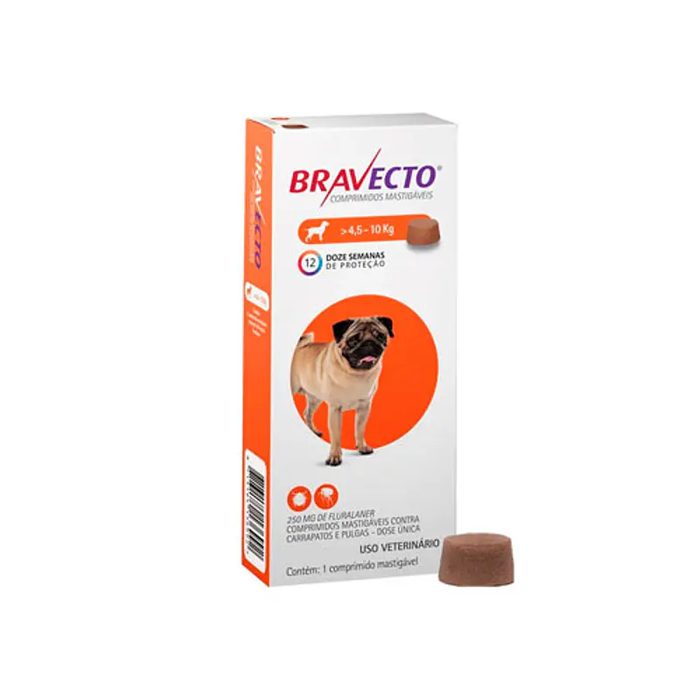 BRAVECTO®
COMPRIMIDOS MASTIGÁVEIS
> 4,5 – 10 Kg
12 DOZE SEMANAS
DE PROTEÇÃO
250 MG DE FLURALANER
COMPRIMIDOS MASTIGÁVEIS CONTRA
CARRAPATOS E PULGAS – DOSE ÚNICA
USO VETERINÁRIO
Contém: 1 comprimido mastigável
BRAVECTO